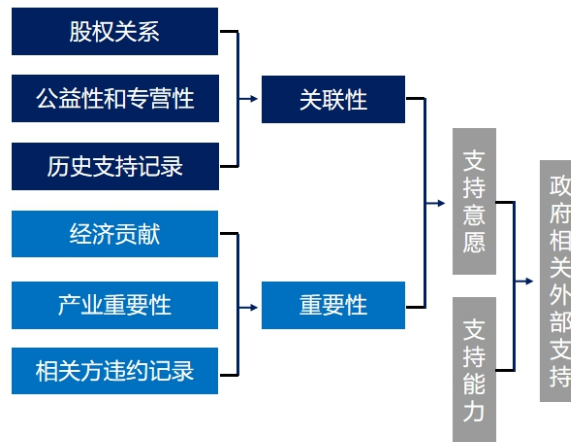 股权关系
公益性和专营性
历史支持记录
关联性
经济贡献
产业重要性
相关方违约记录
重要性
支持意愿
支持能力
政府相关外部支持